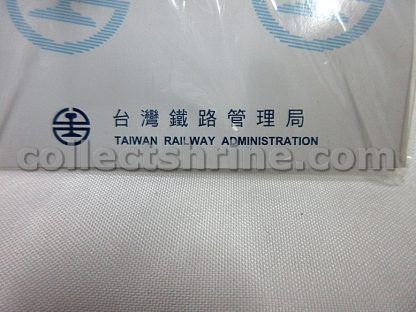 台灣鐵路管理局
TAIWAN RAILWAY ADMINISTRATION
collectshrine.com